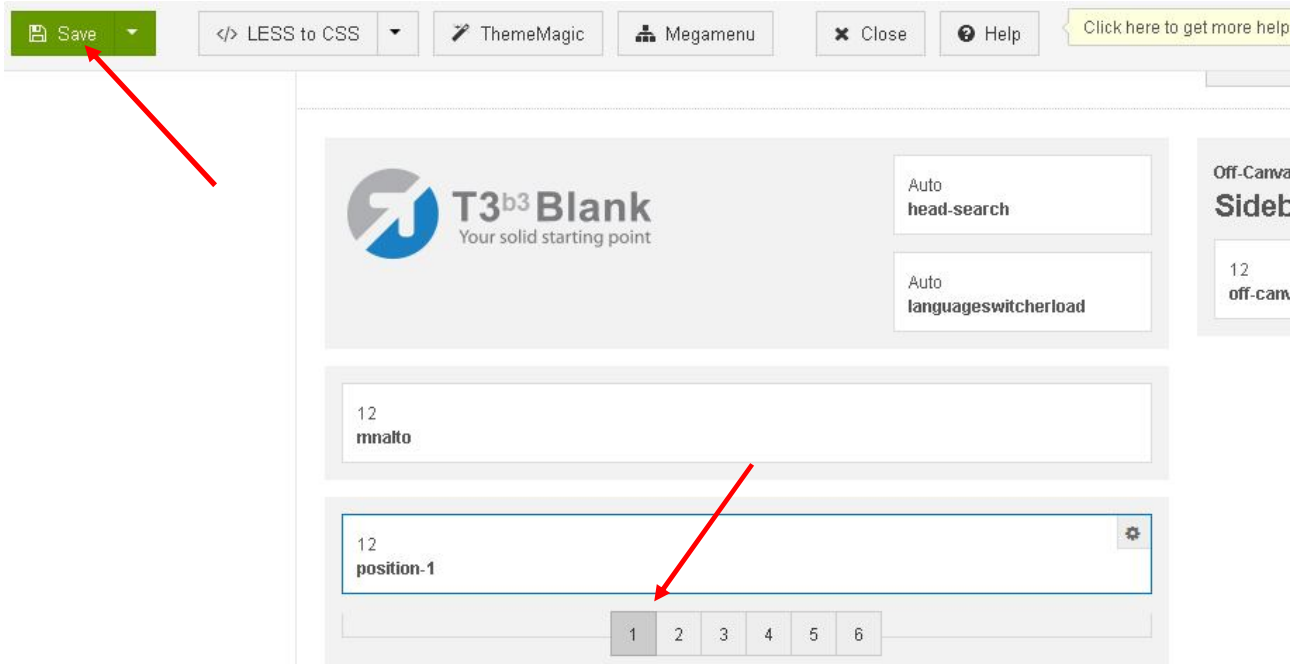 Save
</> LESS to CSS
ThemeMagic
Megamenu
Close
Help
Click here to get more help
T3b3 Blank
Your solid starting point
Auto
head-search
Auto
languageswitcherload
Off-Canva
Sideb
12
off-canv
12
mnalto
12
position-1
1 2 3 4 5 6